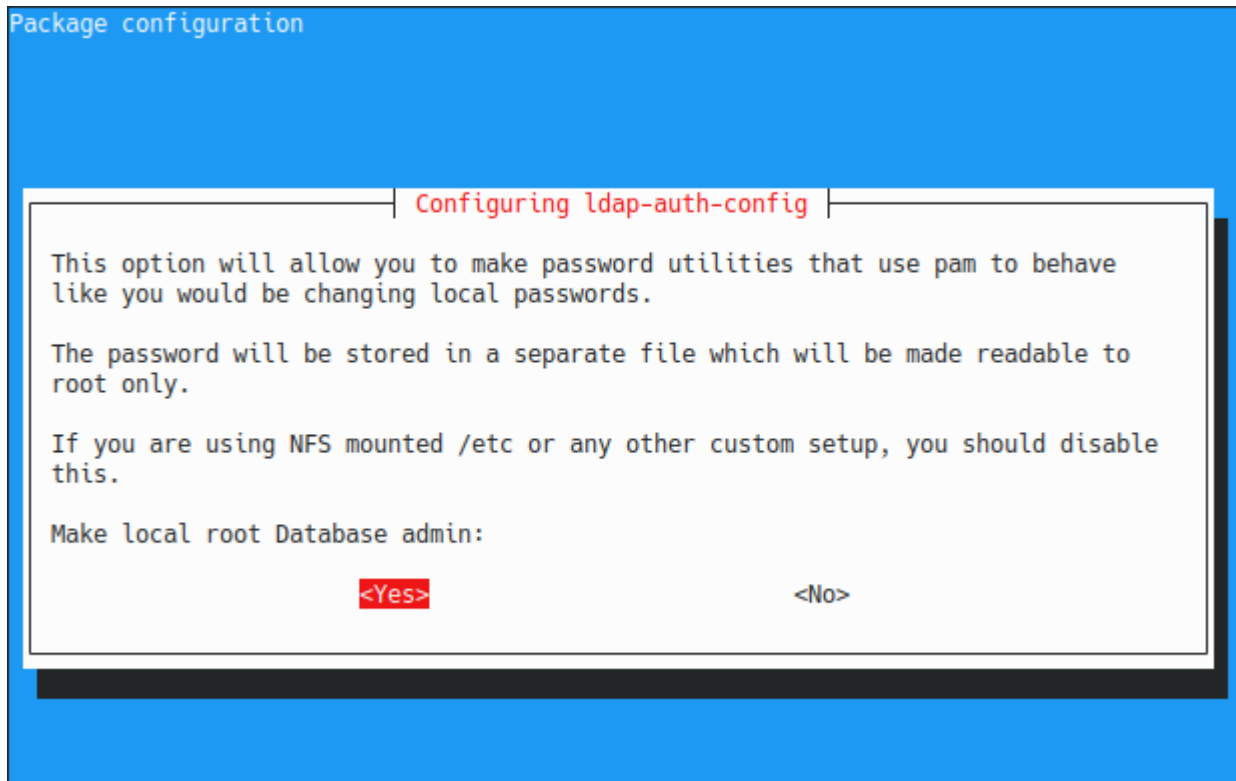 Package configuration
Configuring ldap-auth-config
This option will allow you to make password utilities that use pam to behave
like you would be changing local passwords.
The password will be stored in a separate file which will be made readable to
root only.
If you are using NFS mounted /etc or any other custom setup, you should disable
this.
Make local root Database admin:
<Yes> <No>